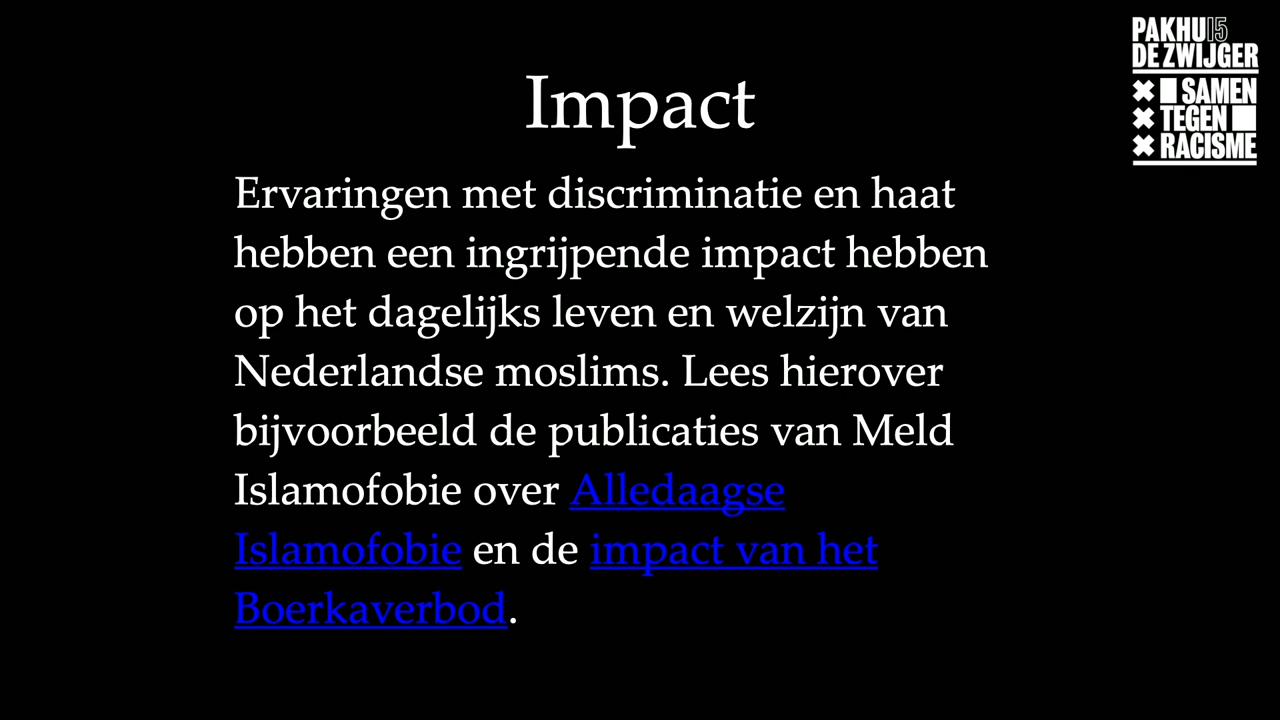 PAKHU15
DE ZWIJGER
SAMEN
TEGEN
RACISME
Impact
Ervaringen met discriminatie en haat
hebben een ingrijpende impact hebben
op het dagelijks leven en welzijn van
Nederlandse moslims. Lees hierover
bijvoorbeeld de publicaties van Meld
Islamofobie over Alledaagse
Islamofobie en de impact van het
Boerkaverbod.